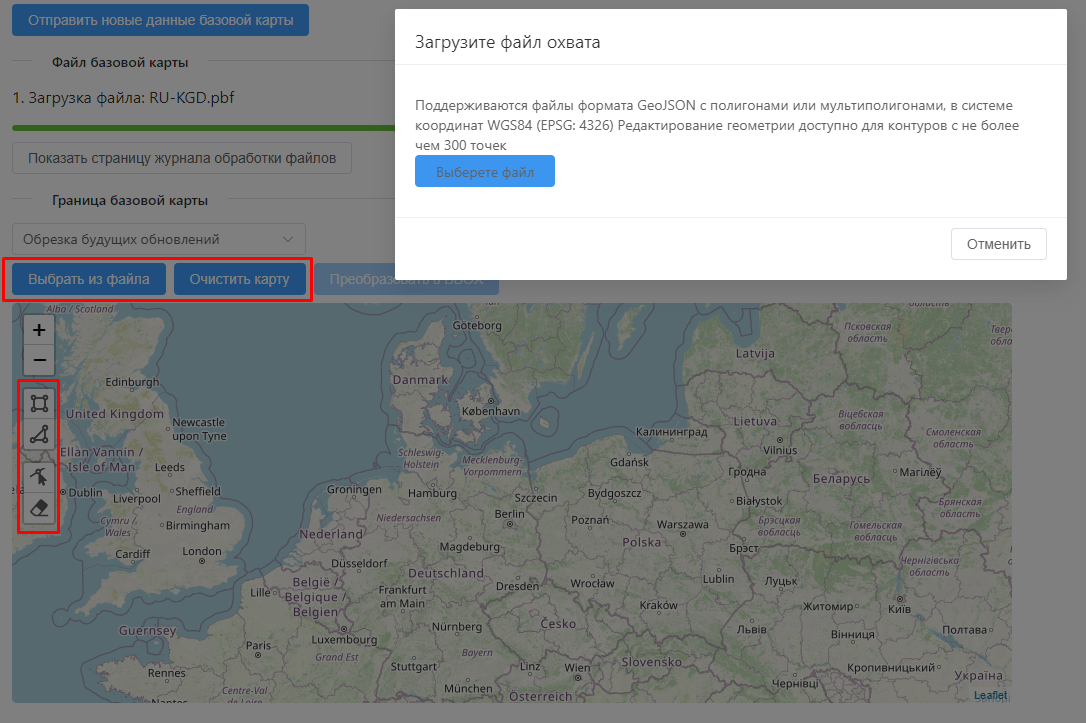 Отправить новые данные базовой карты
Файл базовой карты
1. Загрузка файла: RU-KGD.pbf
Показать страницу журнала обработки файлов
Граница базовой карты
Обрезка будущих обновлений
Выбрать из файла
Очистить карту
Преобразовать в BBOX
Загрузите файл охвата
Поддерживаются файлы формата GeoJSON с полигонами или мультиполигонами, в системе
координат WGS84 (EPSG: 4326) Редактирование геометрии доступно для контуров с не более
чем 300 точек
Выберете файл
Отменить
Alba / Scotland
+
−
Göteborg
Псковская
область
Edinburgh
Danmark
Latvija
United Kingdom
København
Newcastle
upon Tyne
Калининград
Lietuva
Віцебская
вобласць
Смоленская
область
Ellan Vannin /
Isle of Man
Leeds
Schleswig-
Holstein
Mecklenburg-
Vorpommern
Gdańsk
Vilnius
Гродна
Беларусь
Магілёў
Dublin
Liverpool
Sheffield
Groningen
Hamburg
Szczecin
Bydgoszcz
Białystok
Брянская
область
England
Cymru /
Wales
Birmingham
Niedersachsen
Berlin
Poznań
Warszawa
Брэсцкая
вобласць
Гомельская
вобласць
Nederland
Magdeburg
Polska
Брэст
Cardiff
London
Düsseldorf
Deutschland
Dresden
Wrocław
Lublin
Луцьк
Чернігівська
область
Lille
België /
Belgique /
Belgien
Frankfurt
am Main
Kraków
Житомир
Київ
Guernsey
Luxembourg
Nürnberg
Česko
Львів
Вінниця
Полтава
Paris
Grand Est
Bayern
Rennes
Stuttgart
Linz
Wien
Slovensko
Кропивницький
Україна
Centre-Val
München
Österreich
Чернівці
Leaflet
Nantes